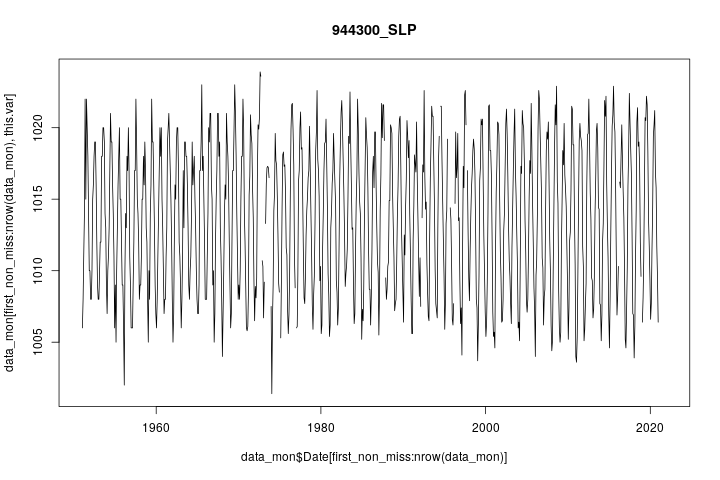 944300_SLP
data_mon[first_non_miss:nrow(data_mon), this.var]
1020
1015
1010
1005
1960
1980
2000
2020
data_mon$Date[first_non_miss:nrow(data_mon)]